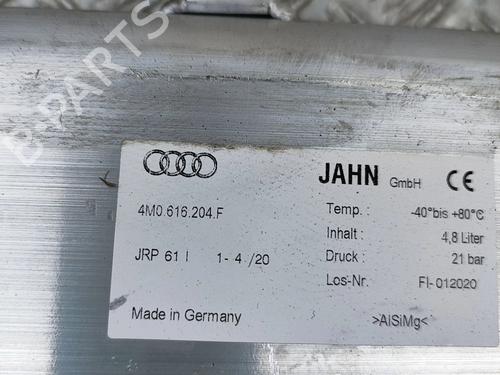 B-PARTS
JAHN GmbH CE
4M0.616.204.F
Temp.: -40°bis +80°C
Inhalt : 4,8 Liter
JRP 61 I 1- 4 /20
Druck : 21 bar
Los-Nr. FI- 012020
Made in Germany >AlSiMg<